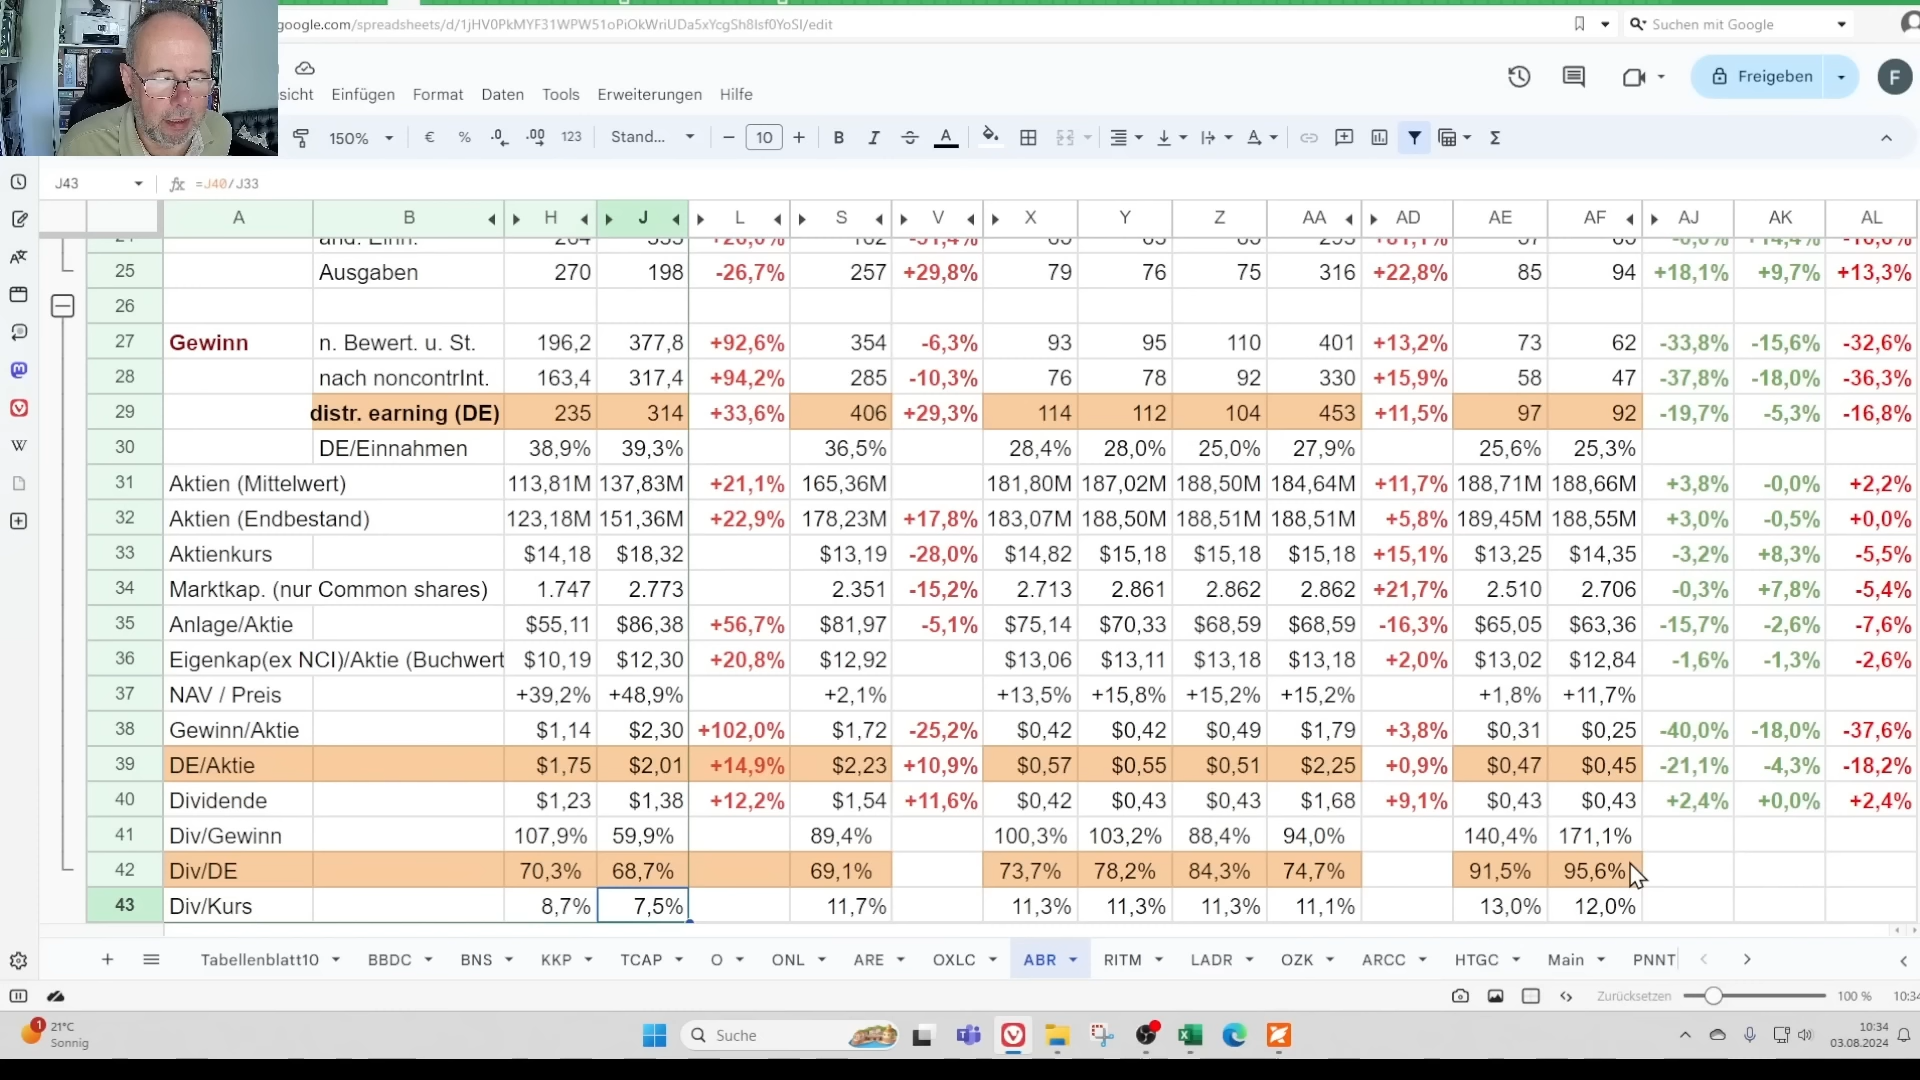 google.com/spreadsheets/d/1jHV0PkMYF31WPW51oPiOkWriUDa5xYcgSh8Isf0YoSI/edit
Suchen mit Google
sicht Einfügen Format Daten Tools Erweiterungen Hilfe
Freigeben F
150% € % .0 .00 123 Stand... − 10 + B I A Σ
J43 fx =J40/J33
A B H J L S V X Y Z AA AD AE AF AJ AK AL
25 Ausgaben 270 198 -26,7% 257 +29,8% 79 76 75 316 +22,8% 85 94 +18,1% +9,7% +13,3%
26
27 Gewinn n. Bewert. u. St. 196,2 377,8 +92,6% 354 -6,3% 93 95 110 401 +13,2% 73 62 -33,8% -15,6% -32,6%
28 nach noncontrInt. 163,4 317,4 +94,2% 285 -10,3% 76 78 92 330 +15,9% 58 47 -37,8% -18,0% -36,3%
29 distr. earning (DE) 235 314 +33,6% 406 +29,3% 114 112 104 453 +11,5% 97 92 -19,7% -5,3% -16,8%
30 DE/Einnahmen 38,9% 39,3% 36,5% 28,4% 28,0% 25,0% 27,9% 25,6% 25,3%
31 Aktien (Mittelwert) 113,81M 137,83M +21,1% 165,36M 181,80M 187,02M 188,50M 184,64M +11,7% 188,71M 188,66M +3,8% -0,0% +2,2%
32 Aktien (Endbestand) 123,18M 151,36M +22,9% 178,23M +17,8% 183,07M 188,50M 188,51M 188,51M +5,8% 189,45M 188,55M +3,0% -0,5% +0,0%
33 Aktienkurs $14,18 $18,32 $13,19 -28,0% $14,82 $15,18 $15,18 $15,18 +15,1% $13,25 $14,35 -3,2% +8,3% -5,5%
34 Marktkap. (nur Common shares) 1.747 2.773 2.351 -15,2% 2.713 2.861 2.862 2.862 +21,7% 2.510 2.706 -0,3% +7,8% -5,4%
35 Anlage/Aktie $55,11 $86,38 +56,7% $81,97 -5,1% $75,14 $70,33 $68,59 $68,59 -16,3% $65,05 $63,36 -15,7% -2,6% -7,6%
36 Eigenkap(ex NCI)/Aktie (Buchwert $10,19 $12,30 +20,8% $12,92 $13,06 $13,11 $13,18 $13,18 +2,0% $13,02 $12,84 -1,6% -1,3% -2,6%
37 NAV / Preis +39,2% +48,9% +2,1% +13,5% +15,8% +15,2% +15,2% +1,8% +11,7%
38 Gewinn/Aktie $1,14 $2,30 +102,0% $1,72 -25,2% $0,42 $0,42 $0,49 $1,79 +3,8% $0,31 $0,25 -40,0% -18,0% -37,6%
39 DE/Aktie $1,75 $2,01 +14,9% $2,23 +10,9% $0,57 $0,55 $0,51 $2,25 +0,9% $0,47 $0,45 -21,1% -4,3% -18,2%
40 Dividende $1,23 $1,38 +12,2% $1,54 +11,6% $0,42 $0,43 $0,43 $1,68 +9,1% $0,43 $0,43 +2,4% +0,0% +2,4%
41 Div/Gewinn 107,9% 59,9% 89,4% 100,3% 103,2% 88,4% 94,0% 140,4% 171,1%
42 Div/DE 70,3% 68,7% 69,1% 73,7% 78,2% 84,3% 74,7% 91,5% 95,6%
43 Div/Kurs 8,7% 7,5% 11,7% 11,3% 11,3% 11,3% 11,1% 13,0% 12,0%
+ Tabellenblatt10 BBDC BNS KKP TCAP O ONL ARE OXLC ABR RITM LADR OZK ARCC HTGC Main PNNT
Zurücksetzen 100 % 10:34
1 21°C
Sonnig
Suche
10:34
03.08.2024